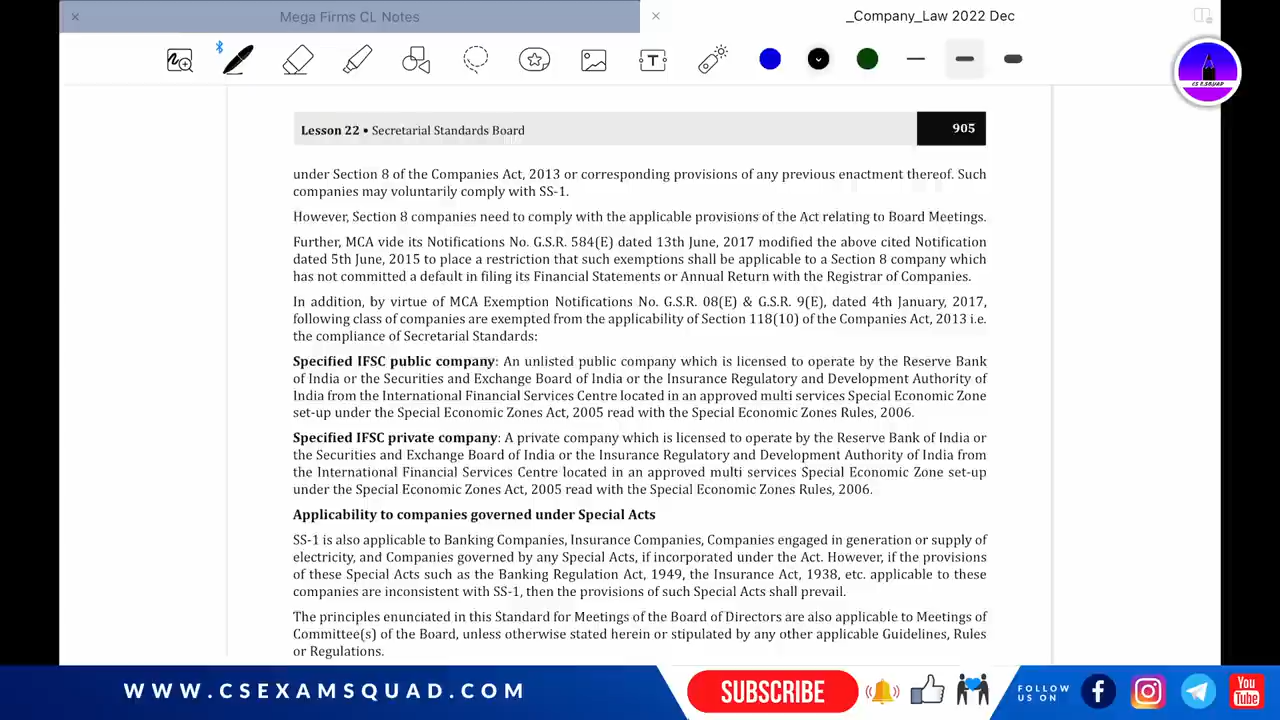 Mega Firms CL Notes
_Company_Law 2022 Dec
T
CS EXSQUAD
Lesson 22 • Secretarial Standards Board
905
under Section 8 of the Companies Act, 2013 or corresponding provisions of any previous enactment thereof. Such
companies may voluntarily comply with SS-1.
However, Section 8 companies need to comply with the applicable provisions of the Act relating to Board Meetings.
Further, MCA vide its Notifications No. G.S.R. 584(E) dated 13th June, 2017 modified the above cited Notification
dated 5th June, 2015 to place a restriction that such exemptions shall be applicable to a Section 8 company which
has not committed a default in filing its Financial Statements or Annual Return with the Registrar of Companies.
In addition, by virtue of MCA Exemption Notifications No. G.S.R. 08(E) & G.S.R. 9(E), dated 4th January, 2017,
following class of companies are exempted from the applicability of Section 118(10) of the Companies Act, 2013 i.e.
the compliance of Secretarial Standards:
Specified IFSC public company: An unlisted public company which is licensed to operate by the Reserve Bank
of India or the Securities and Exchange Board of India or the Insurance Regulatory and Development Authority of
India from the International Financial Services Centre located in an approved multi services Special Economic Zone
set-up under the Special Economic Zones Act, 2005 read with the Special Economic Zones Rules, 2006.
Specified IFSC private company: A private company which is licensed to operate by the Reserve Bank of India or
the Securities and Exchange Board of India or the Insurance Regulatory and Development Authority of India from
the International Financial Services Centre located in an approved multi services Special Economic Zone set-up
under the Special Economic Zones Act, 2005 read with the Special Economic Zones Rules, 2006.
Applicability to companies governed under Special Acts
SS-1 is also applicable to Banking Companies, Insurance Companies, Companies engaged in generation or supply of
electricity, and Companies governed by any Special Acts, if incorporated under the Act. However, if the provisions
of these Special Acts such as the Banking Regulation Act, 1949, the Insurance Act, 1938, etc. applicable to these
companies are inconsistent with SS-1, then the provisions of such Special Acts shall prevail.
The principles enunciated in this Standard for Meetings of the Board of Directors are also applicable to Meetings of
Committee(s) of the Board, unless otherwise stated herein or stipulated by any other applicable Guidelines, Rules
or Regulations.
WWW.CSEXAMSQUAD.COM
SUBSCRIBE
FOLLOW
US ON
You
Tube